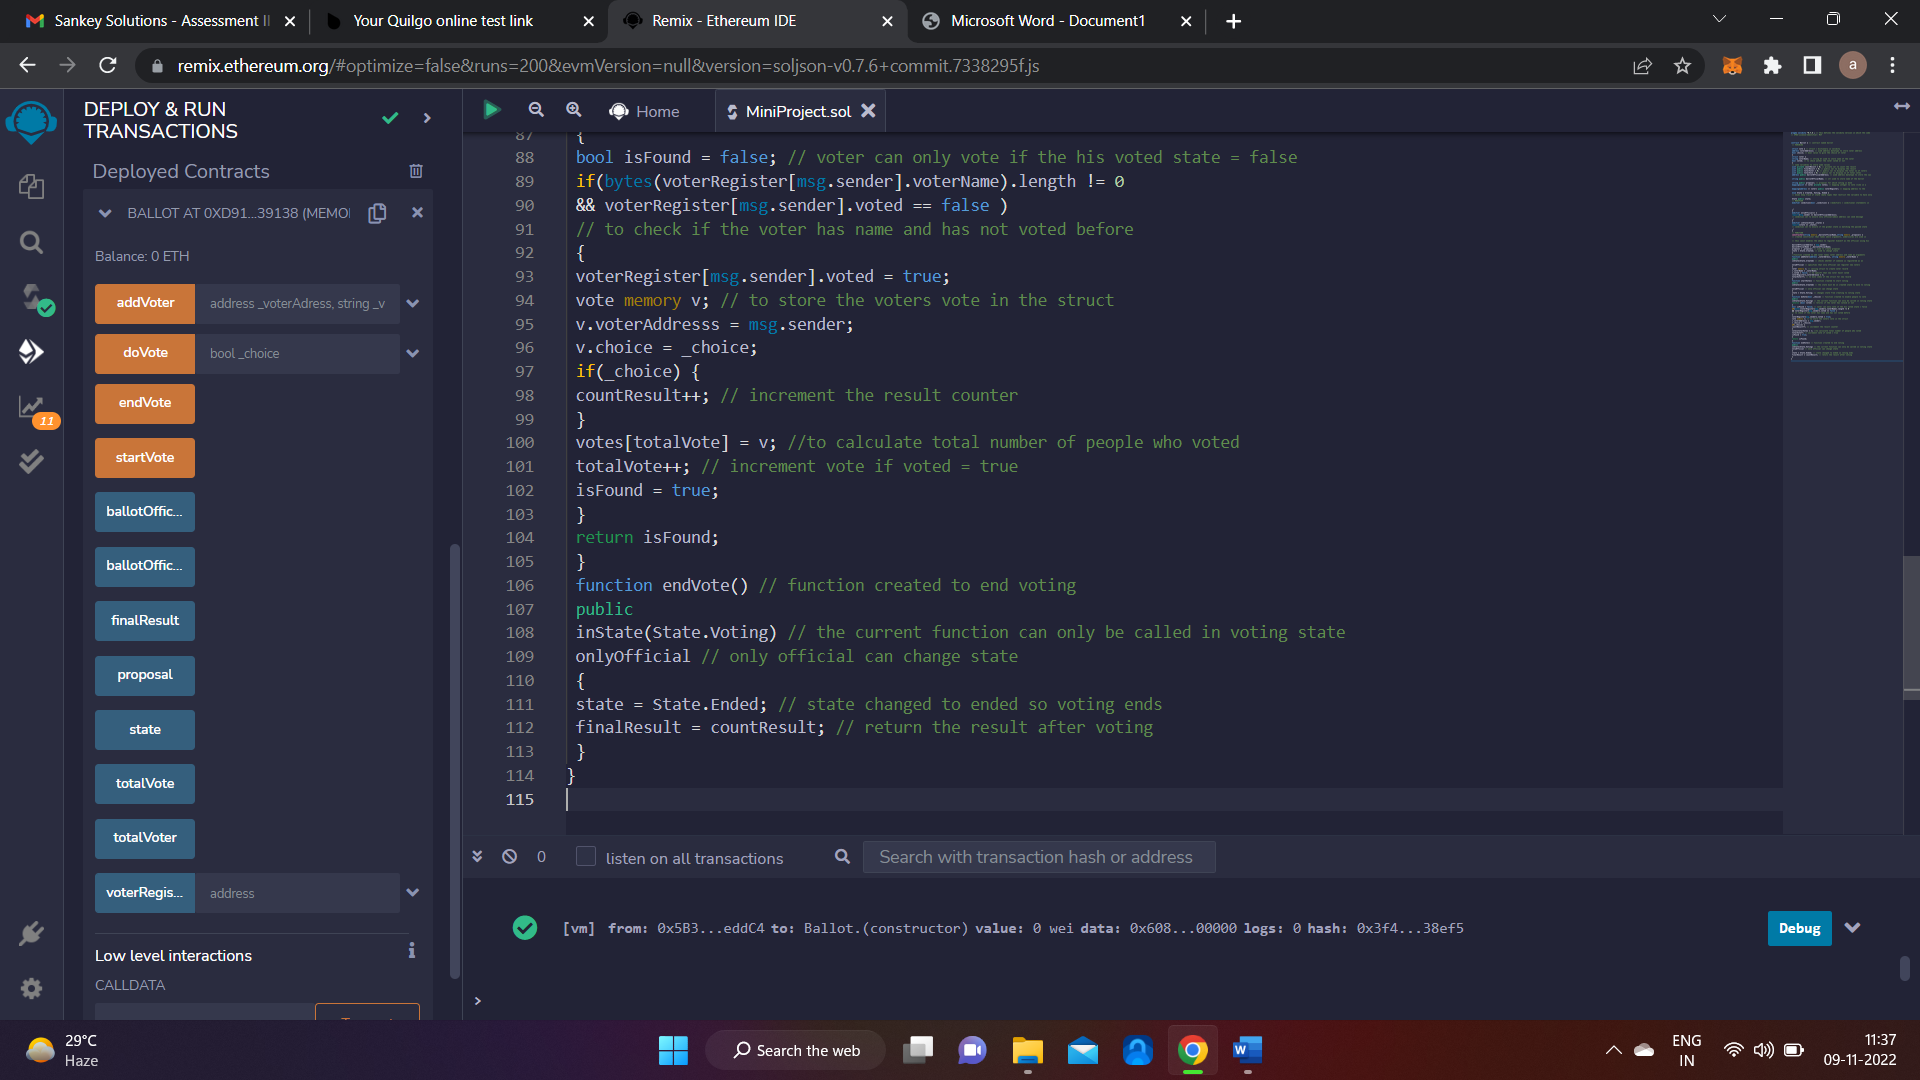 Sankey Solutions - Assessment II
Your Quilgo online test link
Remix - Ethereum IDE
Microsoft Word - Document1
remix.ethereum.org/#optimize=false&runs=200&evmVersion=null&version=soljson-v0.7.6+commit.7338295f.js
a
DEPLOY & RUN
TRANSACTIONS
Home
MiniProject.sol
Deployed Contracts
BALLOT AT 0XD91...39138 (MEMO
Balance: 0 ETH
addVoter address _voterAdress, string _v
doVote bool _choice
endVote
startVote
ballotOffic...
ballotOffic...
finalResult
proposal
state
totalVote
totalVoter
voterRegis... address
Low level interactions
CALLDATA
11
87 {
88 bool isFound = false; // voter can only vote if the his voted state = false
89 if(bytes(voterRegister[msg.sender].voterName).length != 0
90 && voterRegister[msg.sender].voted == false )
91 // to check if the voter has name and has not voted before
92 {
93 voterRegister[msg.sender].voted = true;
94 vote memory v; // to store the voters vote in the struct
95 v.voterAddresss = msg.sender;
96 v.choice = _choice;
97 if(_choice) {
98 countResult++; // increment the result counter
99 }
100 votes[totalVote] = v; //to calculate total number of people who voted
101 totalVote++; // increment vote if voted = true
102 isFound = true;
103 }
104 return isFound;
105 }
106 function endVote() // function created to end voting
107 public
108 inState(State.Voting) // the current function can only be called in voting state
109 onlyOfficial // only official can change state
110 {
111 state = State.Ended; // state changed to ended so voting ends
112 finalResult = countResult; // return the result after voting
113 }
114 }
115
0 listen on all transactions Search with transaction hash or address
[vm] from: 0x5B3...eddC4 to: Ballot.(constructor) value: 0 wei data: 0x608...00000 logs: 0 hash: 0x3f4...38ef5 Debug
>
29°C
Haze
Search the web
ENG
IN
11:37
09-11-2022